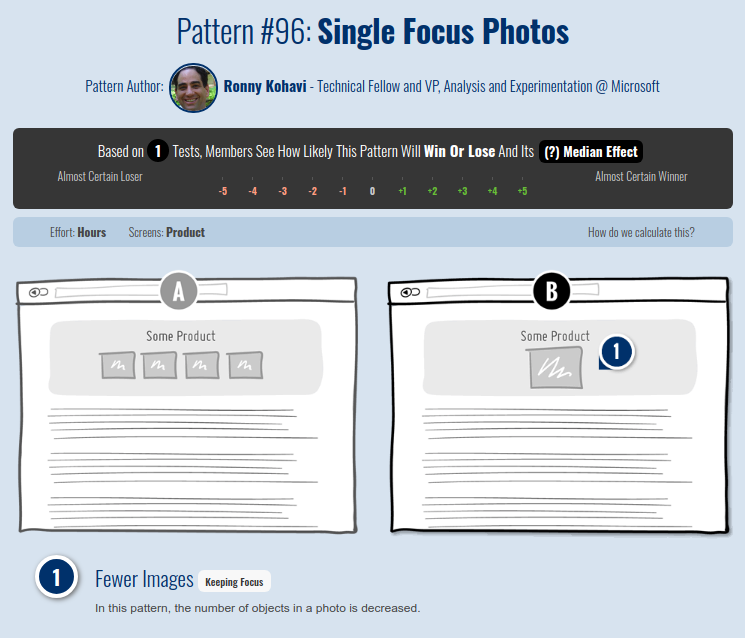 Pattern #96: Single Focus Photos
Pattern Author: Ronny Kohavi - Technical Fellow and VP, Analysis and Experimentation @ Microsoft
Based on 1 Tests, Members See How Likely This Pattern Will Win Or Lose And Its (?) Median Effect
Almost Certain Loser -5 -4 -3 -2 -1 0 +1 +2 +3 +4 +5 Almost Certain Winner
Effort: Hours Screens: Product How do we calculate this?
A
Some Product
B
Some Product
1
1 Fewer Images Keeping Focus
In this pattern, the number of objects in a photo is decreased.